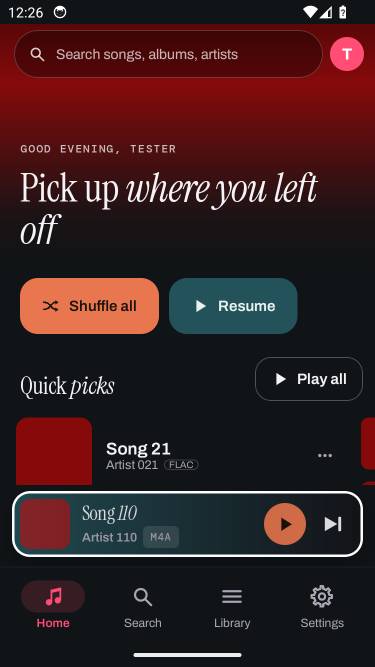 12:26
Search songs, albums, artists
T
GOOD EVENING, TESTER
Pick up where you left
off
Shuffle all
Resume
Quick picks
Play all
Song 21
Artist 021 FLAC
Song 110
Artist 110 M4A
Home
Search
Library
Settings